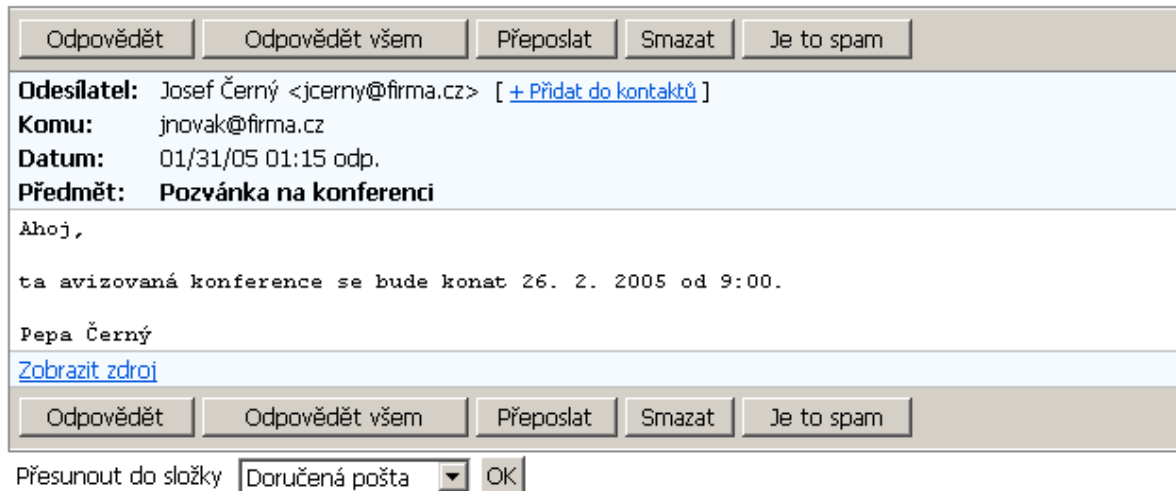 Odpovědět Odpovědět všem Přeposlat Smazat Je to spam
Odesílatel: Josef Černý <jcerny@firma.cz> [ + Přidat do kontaktů ]
Komu: jnovak@firma.cz
Datum: 01/31/05 01:15 odp.
Předmět: Pozvánka na konferenci
Ahoj,
ta avizovaná konference se bude konat 26. 2. 2005 od 9:00.
Pepa Černý
Zobrazit zdroj
Odpovědět Odpovědět všem Přeposlat Smazat Je to spam
Přesunout do složky Doručená pošta OK